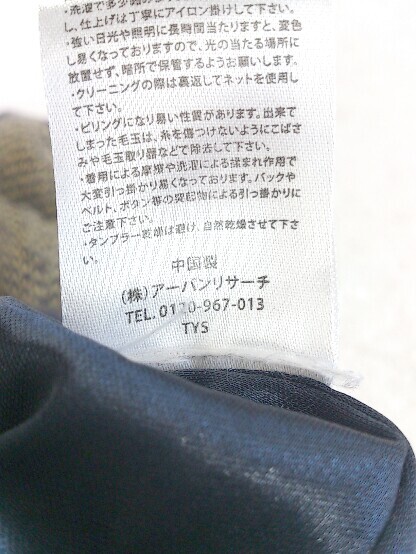 ・洗濯で多少
し、仕上げは丁寧にアイロン掛けして下さい。
・強い日光や照明に長時間当たりますと、変色
し易くなっておりますので、光の当たる場所に
放置せず、暗所で保管するようお願いします。
・クリーニングの際は裏返してネットを使用し
て下さい。
・ピリングになり易い性質があります。出来て
しまった毛玉は、糸を傷つけないようにこばさ
みや毛玉取り器などで除去して下さい。
・着用による摩擦や洗濯による揉まれ作用で
大変引っ掛かり易くなっております。バックや
ベルト、ボタン等の突起物による引っ掛かりに
ご注意下さい。
・タンブラー乾燥は避け、自然乾燥させて下さ
い。
中国製
(株)アーバンリサーチ
TEL. 0120-967-013
TYS